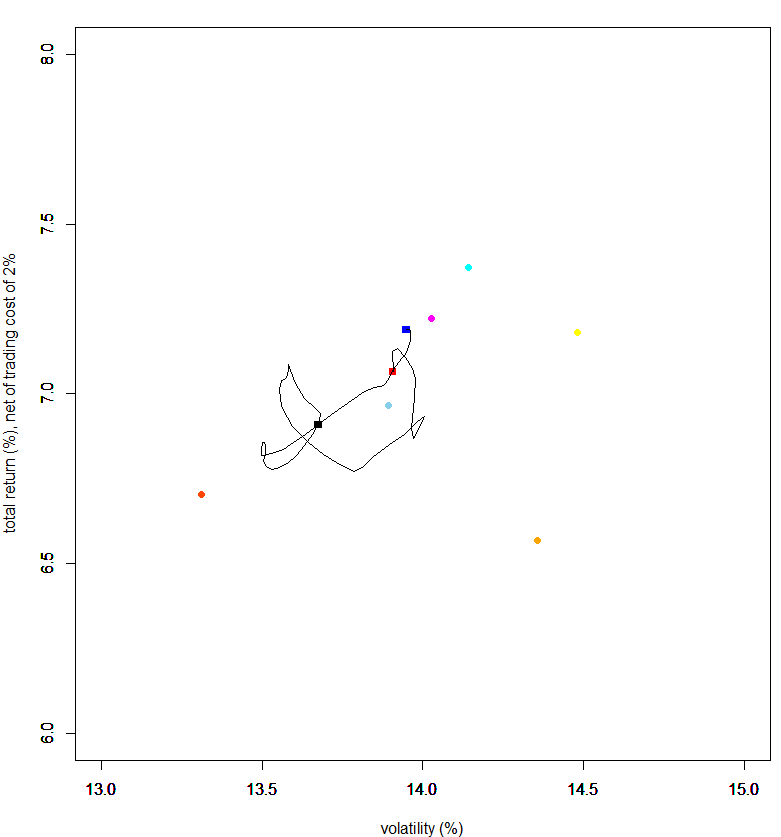 8.0
7.5
7.0
6.5
6.0
total return (%), net of trading cost of 2%
13.0 13.5 14.0 14.5 15.0
volatility (%)